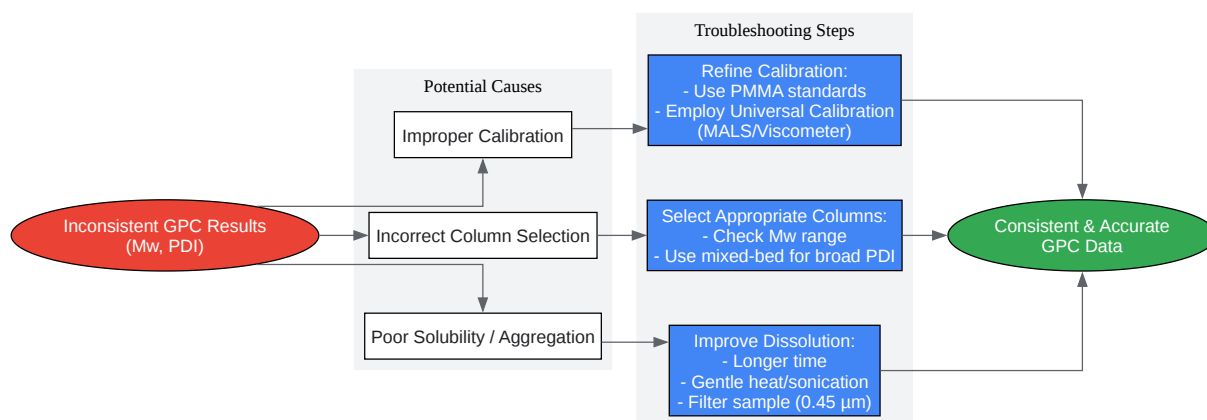 Troubleshooting Steps
Potential Causes
Refine Calibration:
- Use PMMA standards
- Employ Universal Calibration
(MALS/Viscometer)
Improper Calibration
Inconsistent GPC Results
(Mw, PDI)
Incorrect Column Selection
Select Appropriate Columns:
- Check Mw range
- Use mixed-bed for broad PDI
Consistent & Accurate
GPC Data
Poor Solubility / Aggregation
Improve Dissolution:
- Longer time
- Gentle heat/sonication
- Filter sample (0.45 µm)